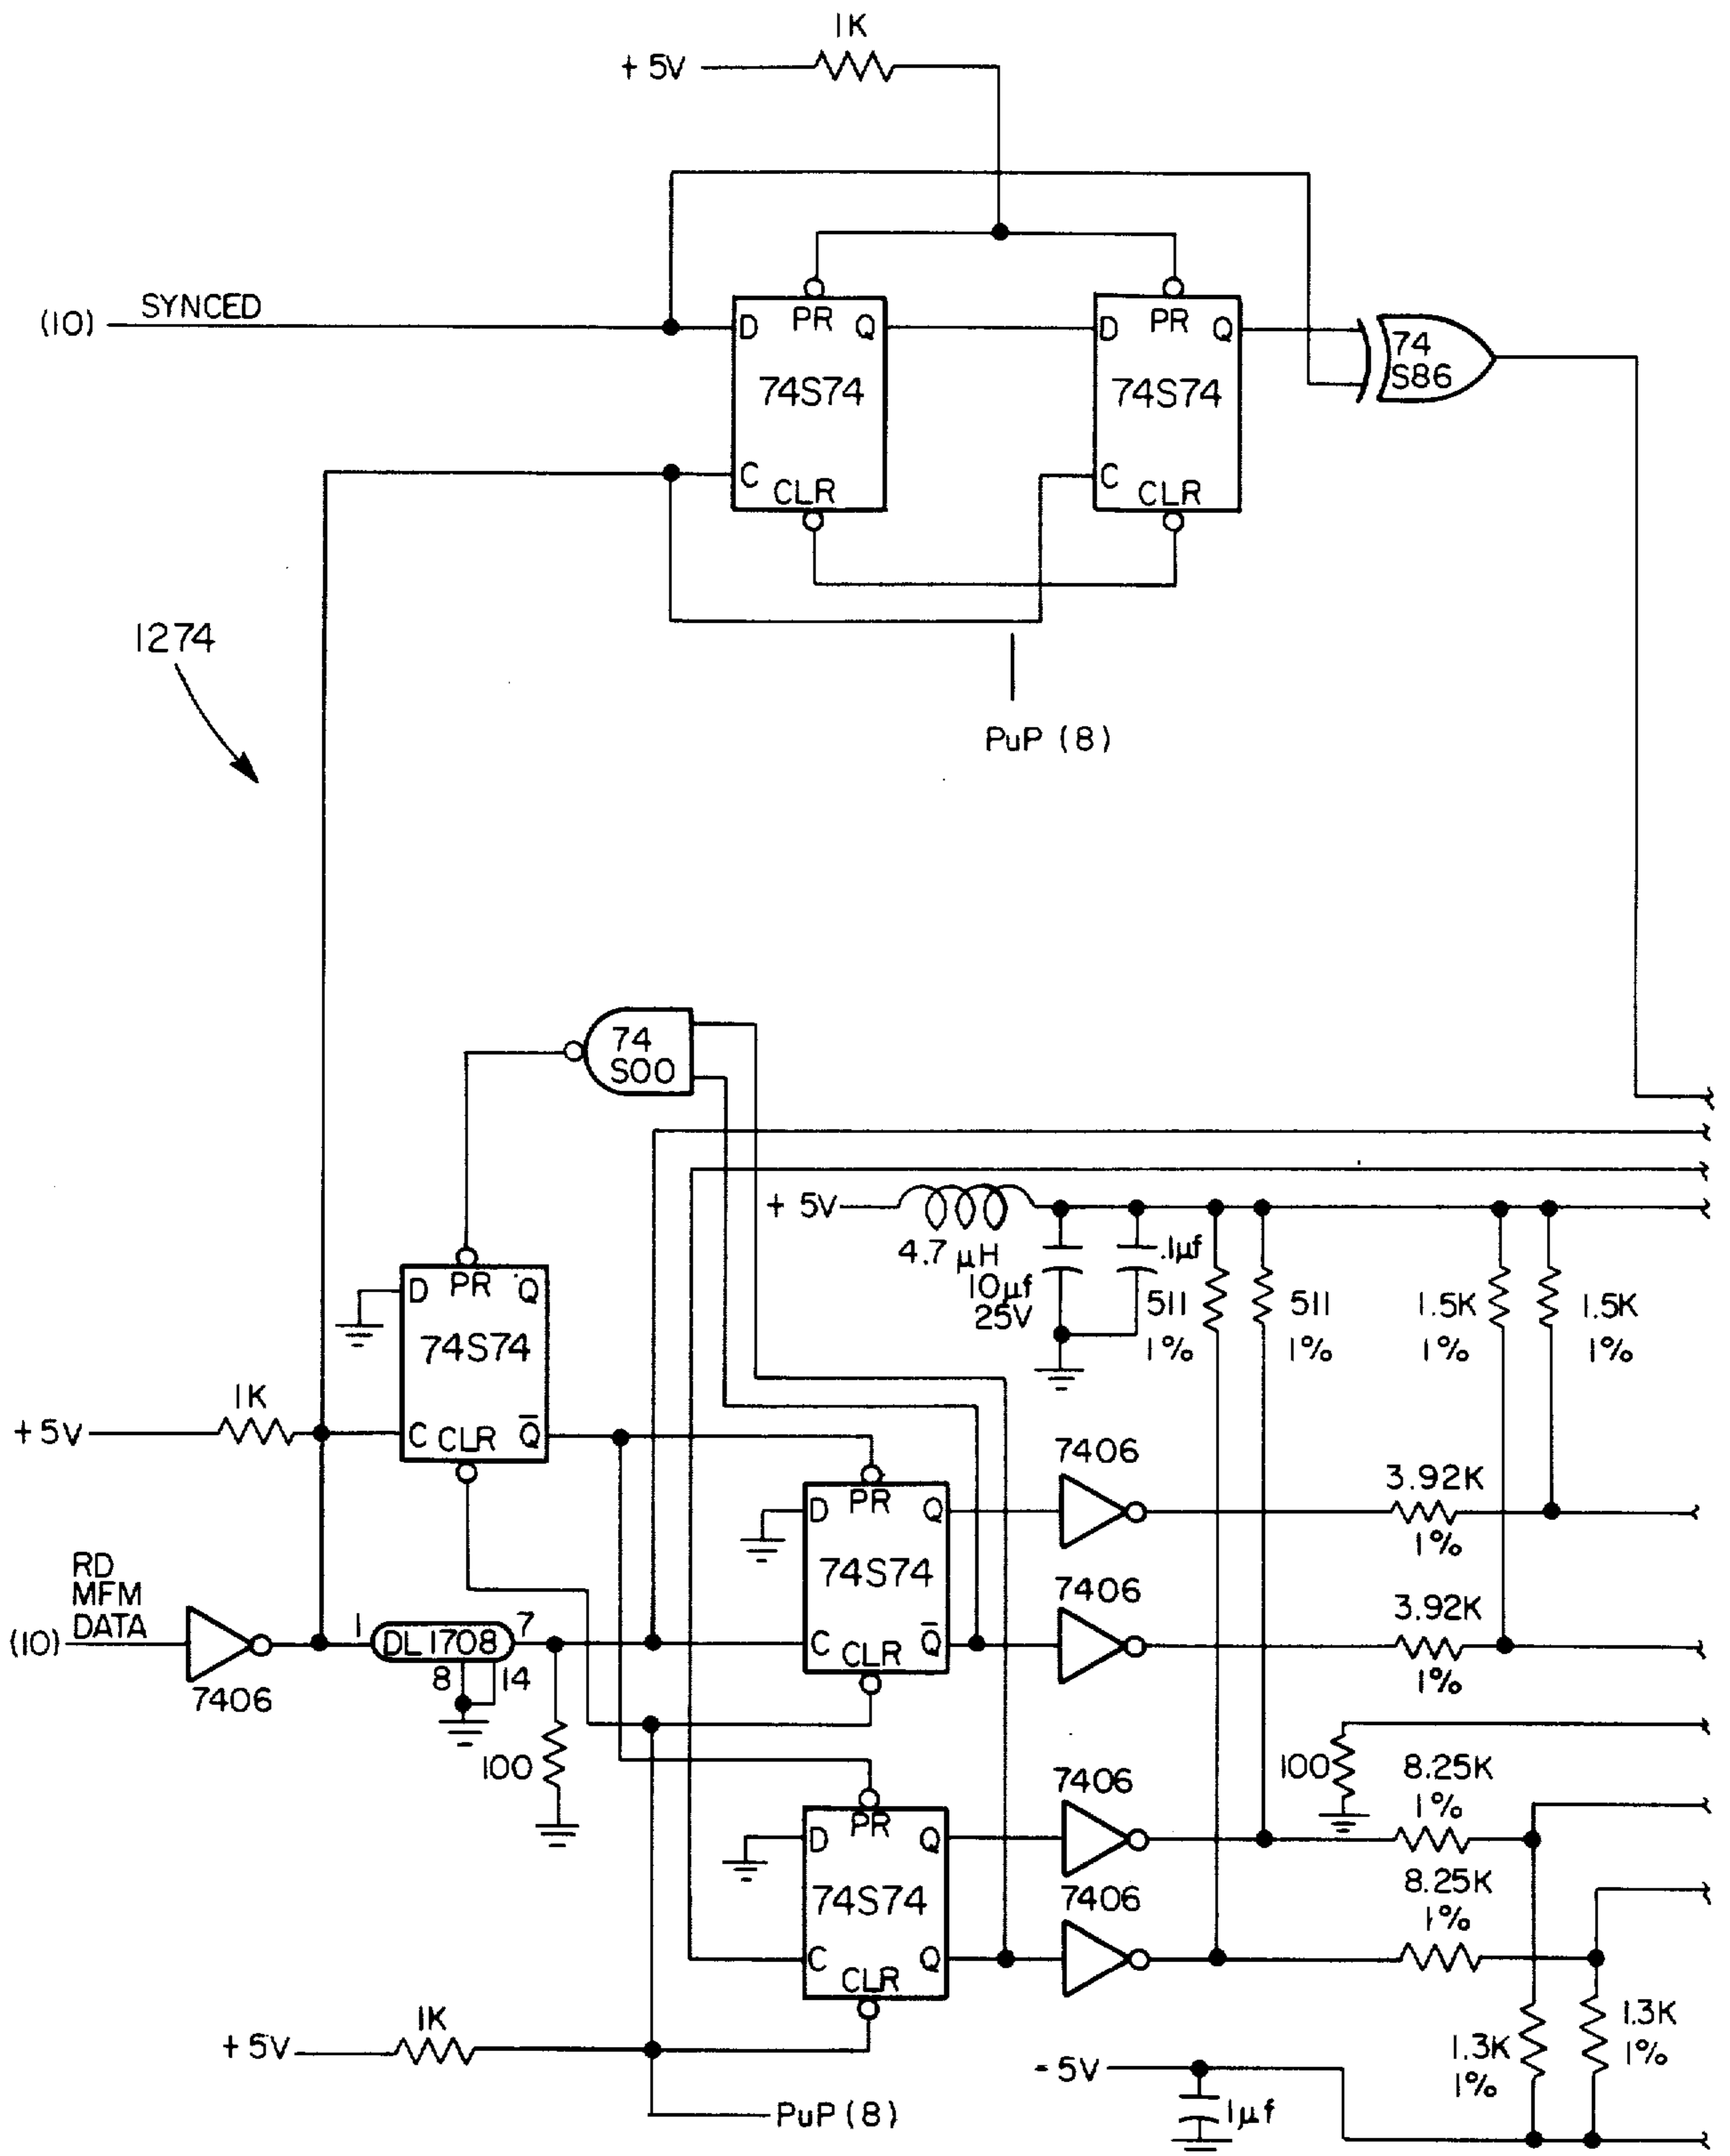 1K
+5V
(10) SYNCED
D PR Q
74S74
C CLR
D PR Q
74S74
C CLR
74
S86
1274
PuP (8)
74
S00
+ 5V
4.7 µH
10µf
25V
.1µf
511
1%
511
1%
1.5K
1%
1.5K
1%
D PR Q
74S74
C CLR Q̅
1K
+5V
RD
MFM
DATA
(10)
7406
1 DL1708 7
8 14
100
D PR Q
74S74
C CLR Q̅
7406
3.92K
1%
7406
3.92K
1%
100
D PR Q
74S74
C CLR Q
7406
8.25K
1%
7406
8.25K
1%
1K
+5V
PuP (8)
-5V
1µf
1.3K
1%
1.3K
1%